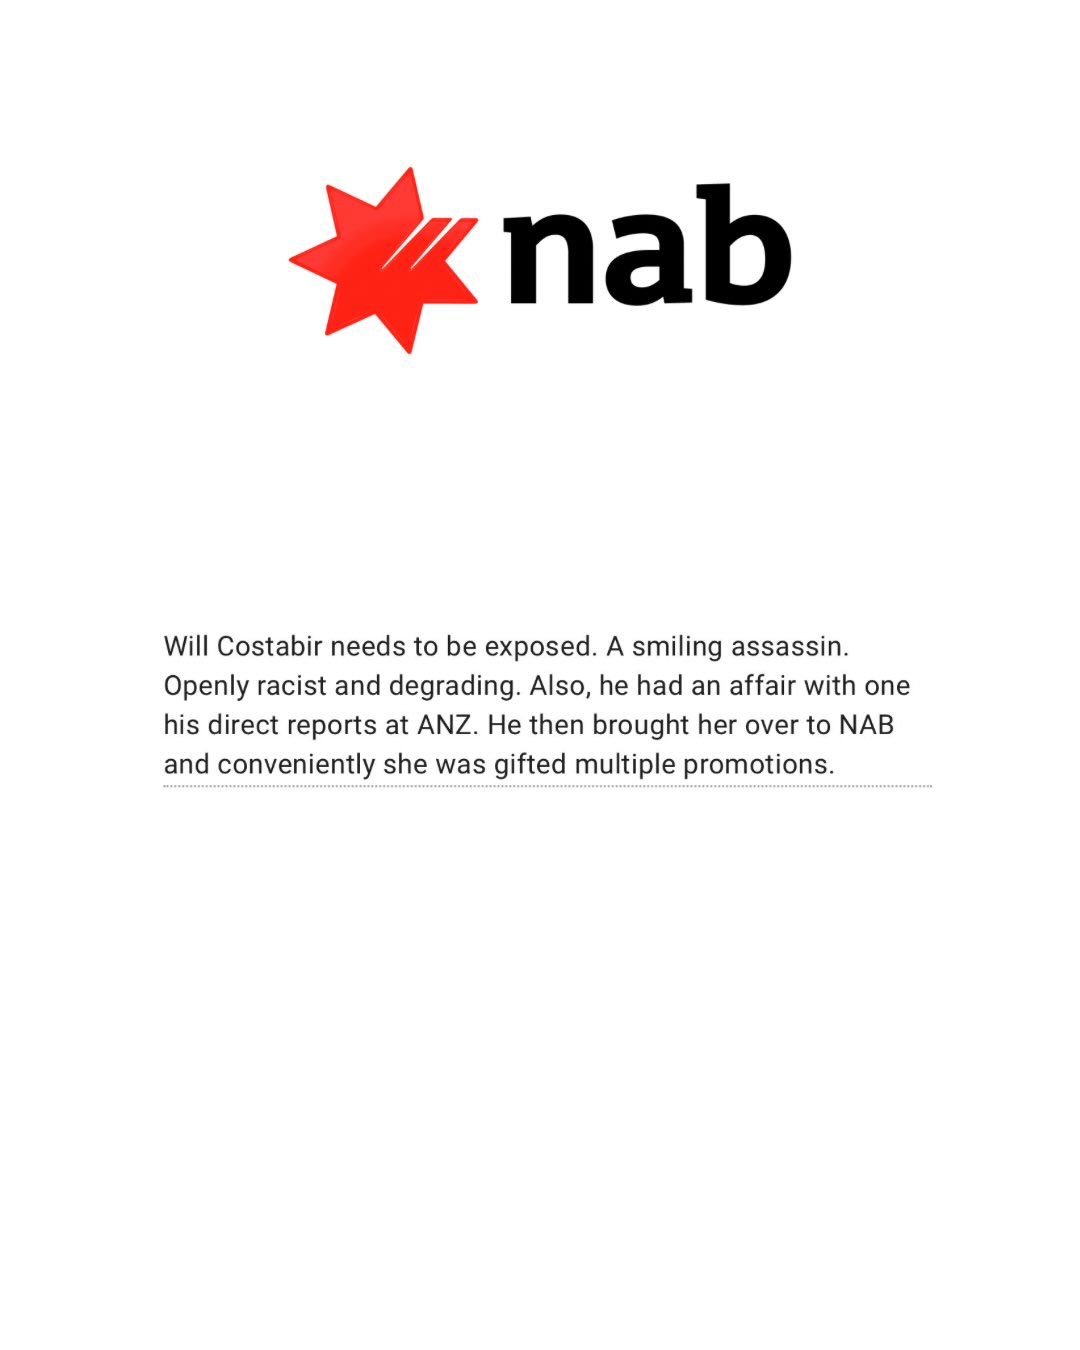 nab
Will Costabir needs to be exposed. A smiling assassin.
Openly racist and degrading. Also, he had an affair with one
his direct reports at ANZ. He then brought her over to NAB
and conveniently she was gifted multiple promotions.